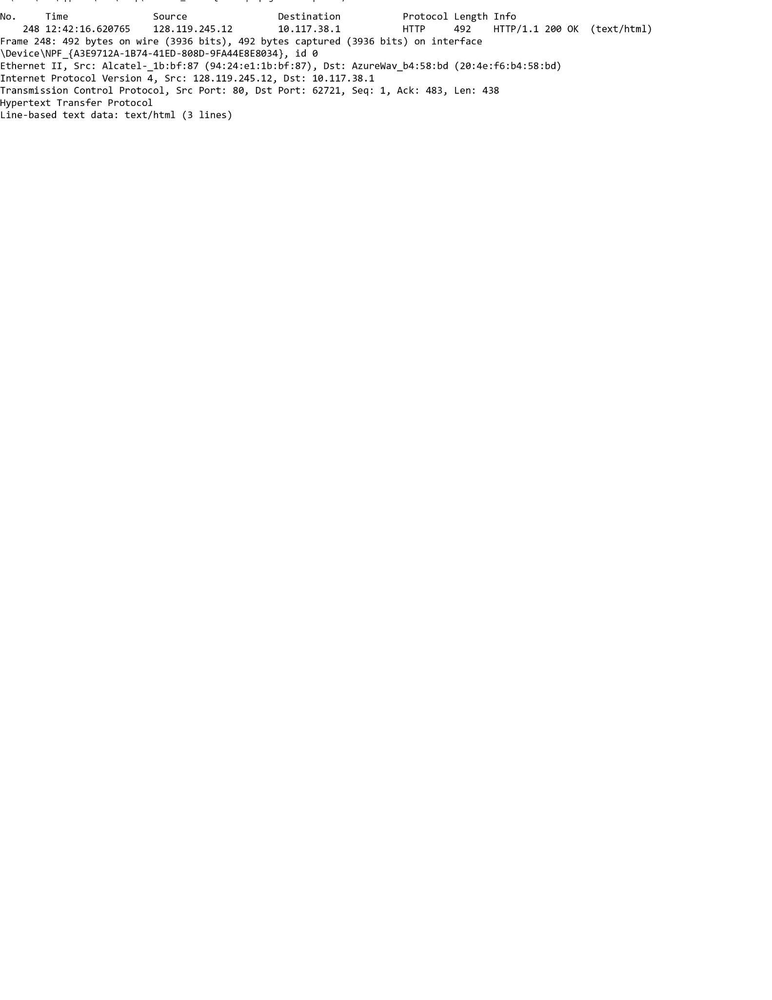 No.     Time               Source                Destination           Protocol Length Info
    248 12:42:16.620765    128.119.245.12        10.117.38.1           HTTP     492    HTTP/1.1 200 OK  (text/html)
Frame 248: 492 bytes on wire (3936 bits), 492 bytes captured (3936 bits) on interface
\Device\NPF_{A3E9712A-1B74-41ED-808D-9FA44E8E8034}, id 0
Ethernet II, Src: Alcatel-_1b:bf:87 (94:24:e1:1b:bf:87), Dst: AzureWav_b4:58:bd (20:4e:f6:b4:58:bd)
Internet Protocol Version 4, Src: 128.119.245.12, Dst: 10.117.38.1
Transmission Control Protocol, Src Port: 80, Dst Port: 62721, Seq: 1, Ack: 483, Len: 438
Hypertext Transfer Protocol
Line-based text data: text/html (3 lines)